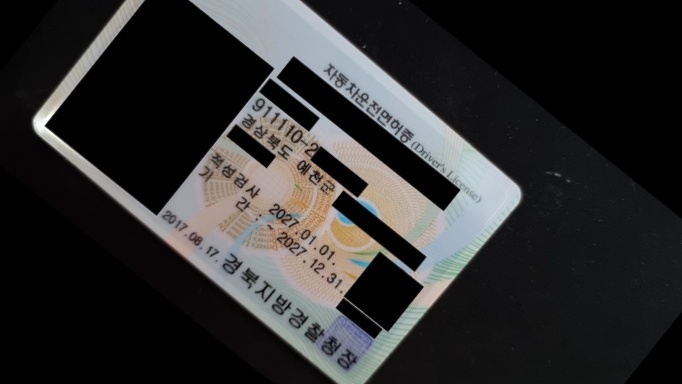 자동차운전면허증 (Driver's License)
911110-2
경상북도 예천군
적성검사 2027.01.01.
기 간 : ~ 2027.12.31.
2017.08.17.
경북지방경찰청장